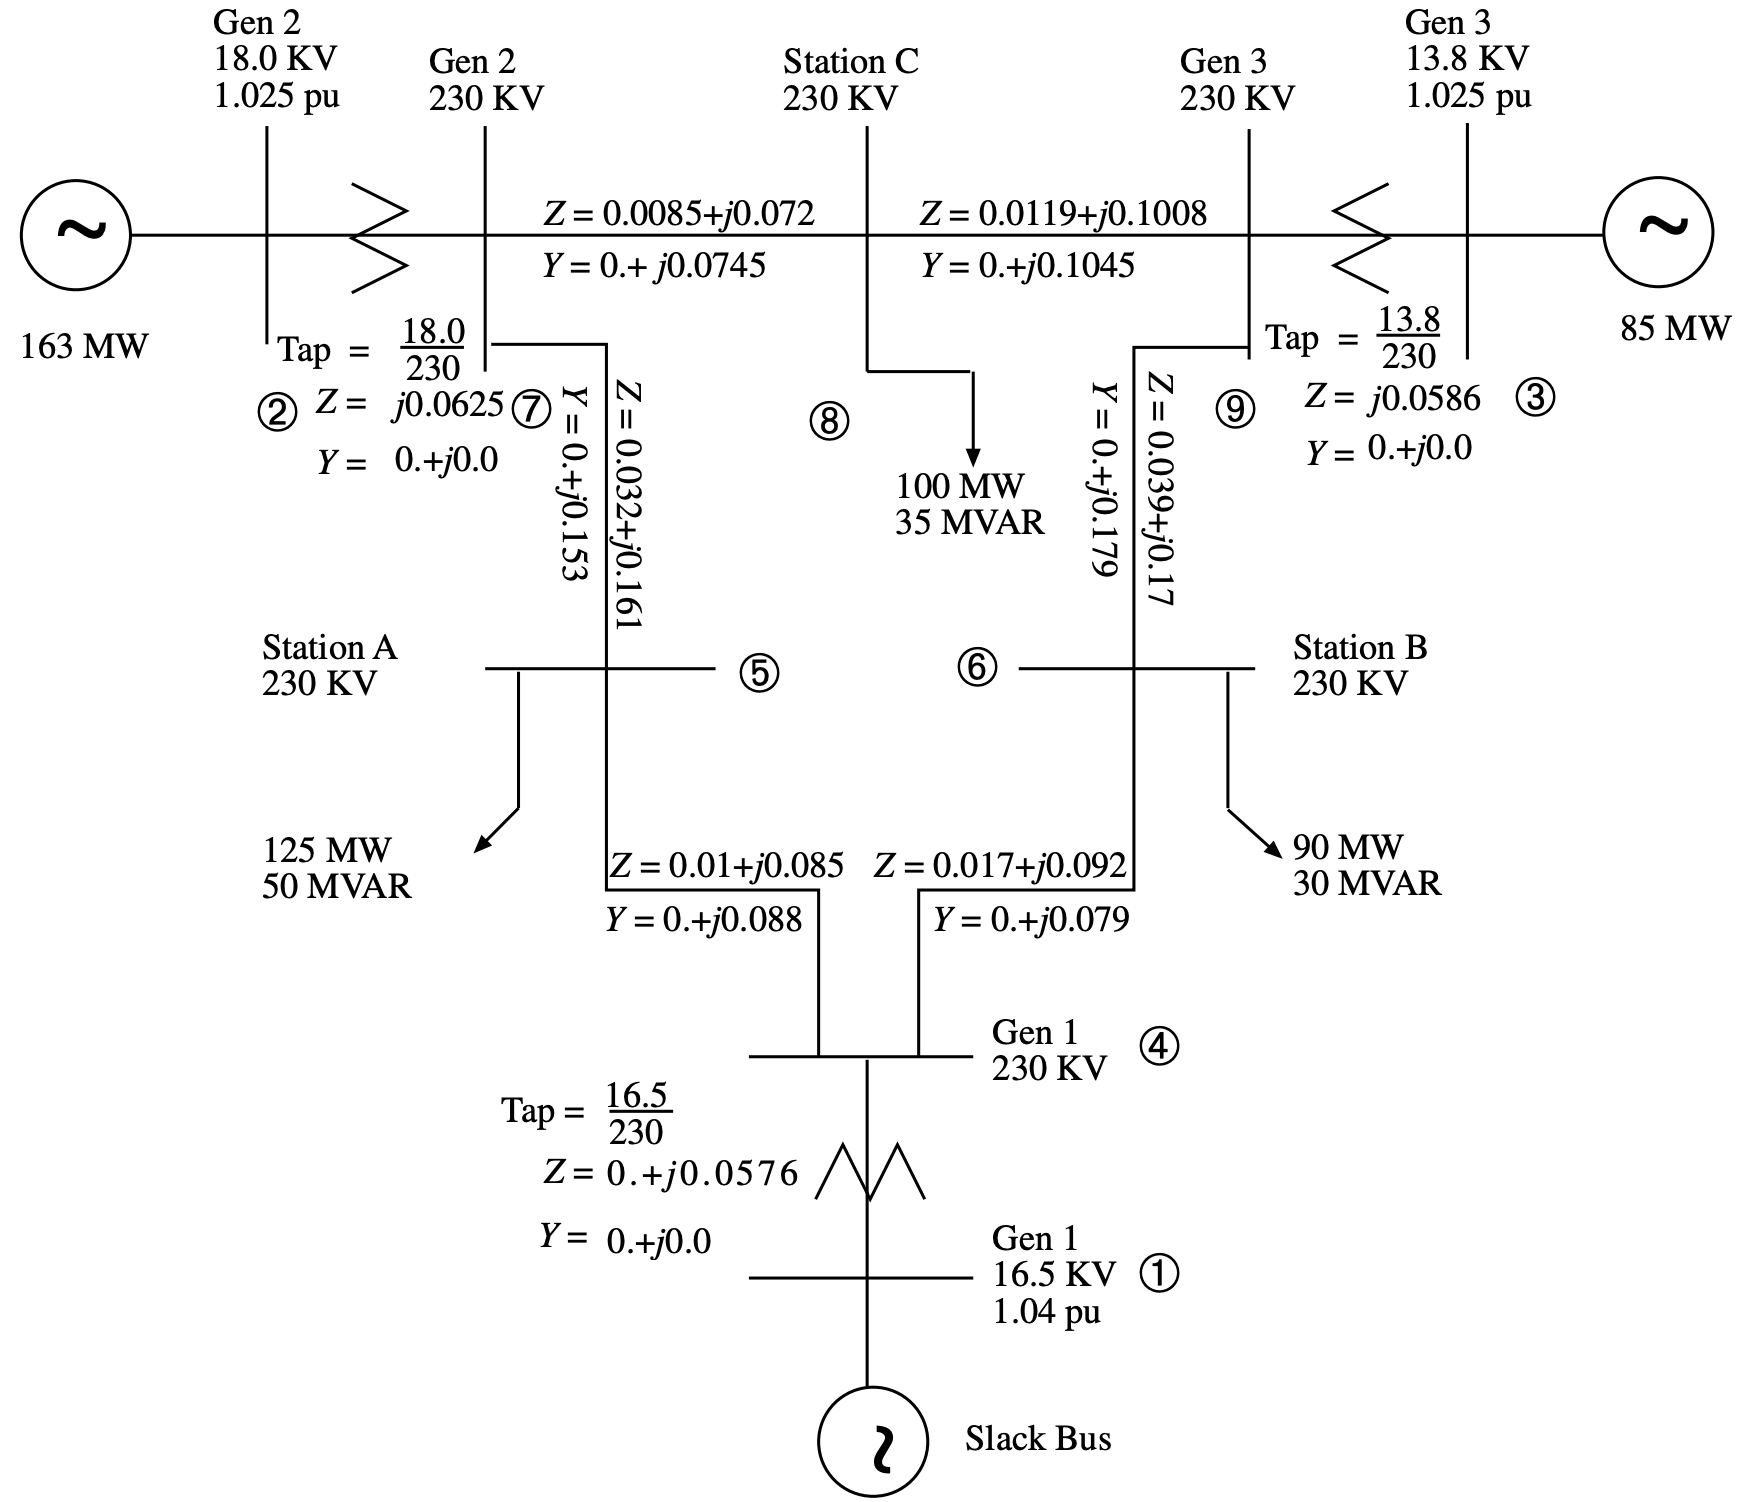 Gen 2
18.0 KV
1.025 pu
Gen 2
230 KV
Station C
230 KV
Gen 3
230 KV
Gen 3
13.8 KV
1.025 pu
Z = 0.0085+j0.072
Y = 0.+ j0.0745
Z = 0.0119+j0.1008
Y = 0.+j0.1045
~
163 MW
~
85 MW
Tap = 18.0
230
② Z = j0.0625 ⑦
Y = 0.+j0.0
Y = 0.+j0.153
Z = 0.032+j0.161
⑧
100 MW
35 MVAR
Y = 0.+j0.179
Z = 0.039+j0.17
Tap = 13.8
230
⑨ Z = j0.0586 ③
Y = 0.+j0.0
Station A
230 KV
⑤
⑥
Station B
230 KV
125 MW
50 MVAR
90 MW
30 MVAR
Z = 0.01+j0.085
Y = 0.+j0.088
Z = 0.017+j0.092
Y = 0.+j0.079
Gen 1
230 KV
④
Tap = 16.5
230
Z = 0.+j0.0576
Y = 0.+j0.0
Gen 1
16.5 KV
1.04 pu
①
~
Slack Bus